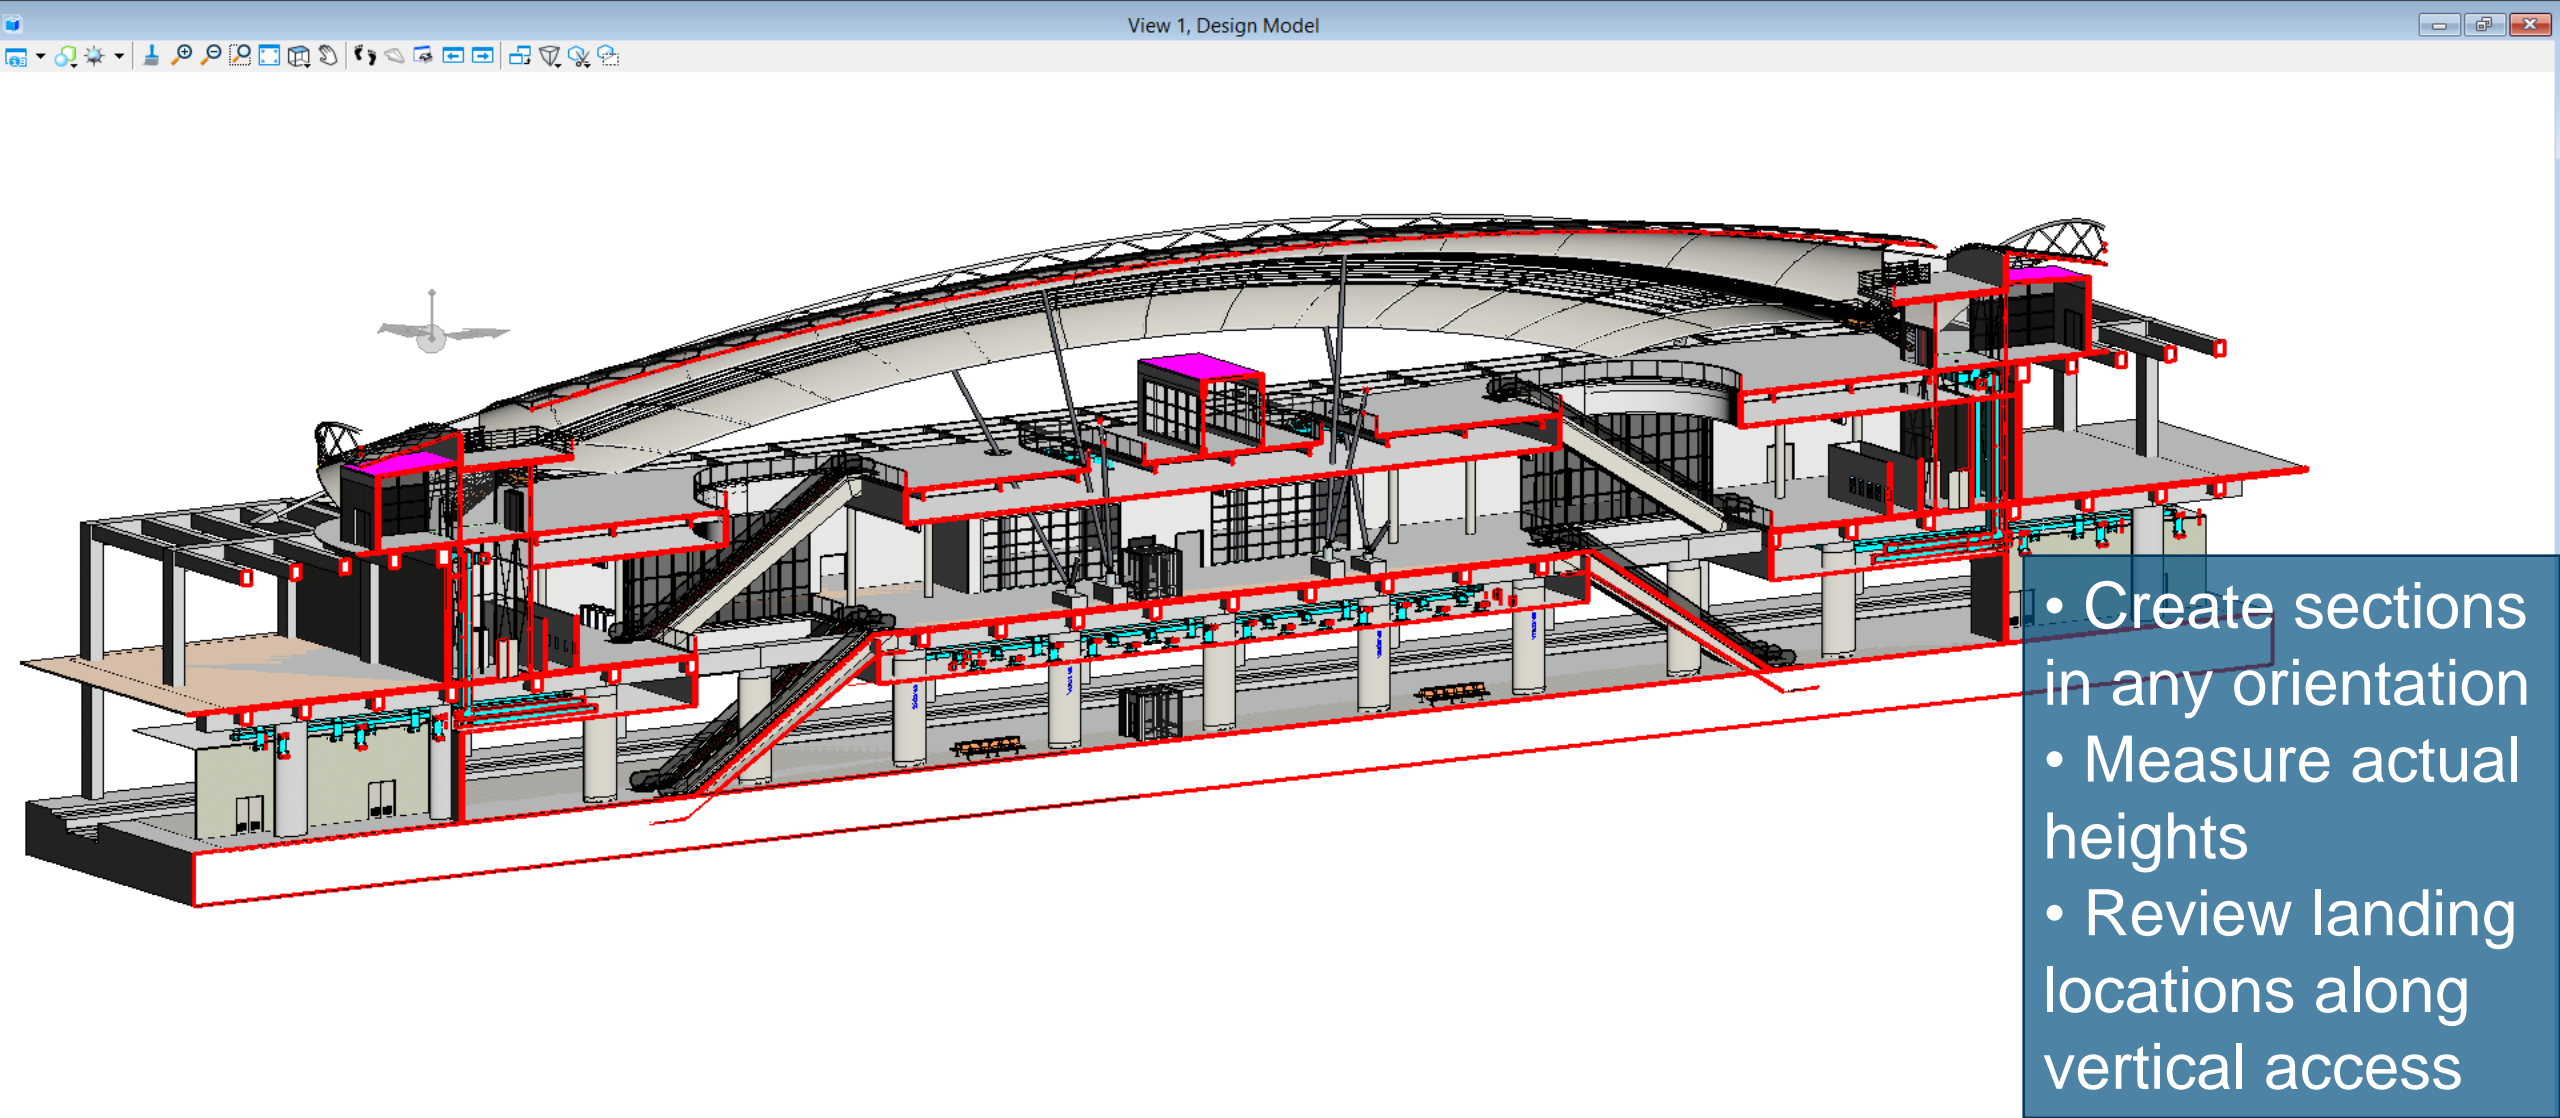 View 1, Design Model
• Create sections
in any orientation
• Measure actual
heights
• Review landing
locations along
vertical access